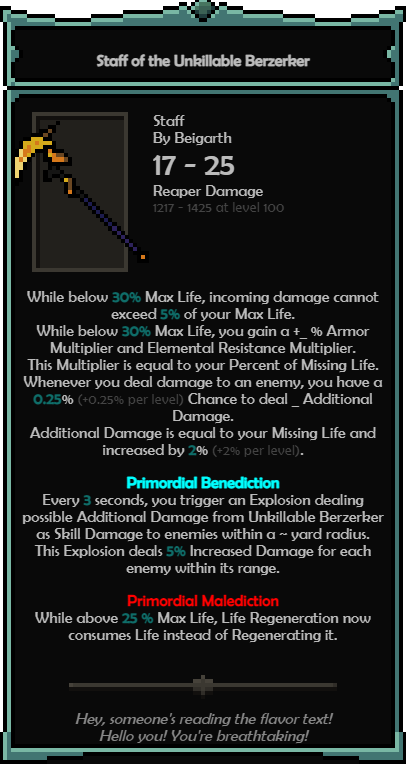 Staff of the Unkillable Berzerker
Staff
By Beigarth
17 - 25
Reaper Damage
1217 - 1425 at level 100
While below 30% Max Life, incoming damage cannot
exceed 5% of your Max Life.
While below 30% Max Life, you gain a +_ % Armor
Multiplier and Elemental Resistance Multiplier.
This Multiplier is equal to your Percent of Missing Life.
Whenever you deal damage to an enemy, you have a
0.25% (+0.25% per level) Chance to deal _ Additional
Damage.
Additional Damage is equal to your Missing Life and
increased by 2% (+2% per level).
Primordial Benediction
Every 3 seconds, you trigger an Explosion dealing
possible Additional Damage from Unkillable Berzerker
as Skill Damage to enemies within a ~ yard radius.
This Explosion deals 5% Increased Damage for each
enemy within its range.
Primordial Malediction
While above 25 % Max Life, Life Regeneration now
consumes Life instead of Regenerating it.
Hey, someone's reading the flavor text!
Hello you! You're breathtaking!